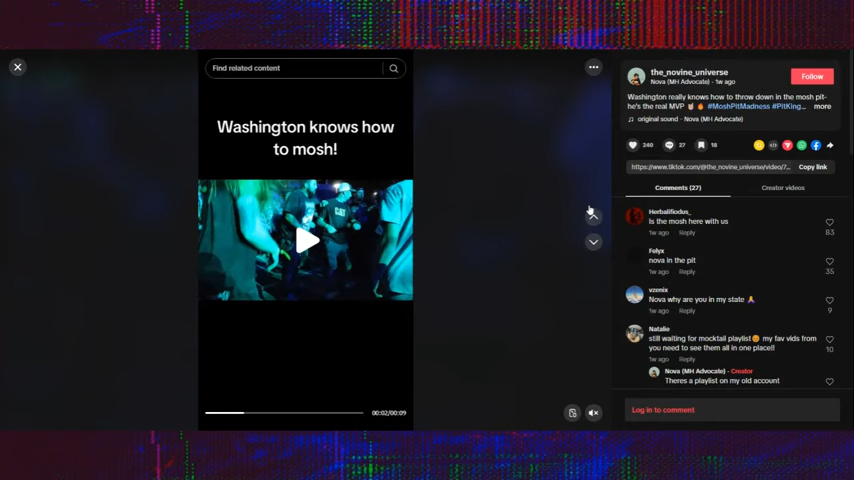 Find related content
Washington knows how
to mosh!
CAT
00:02/00:09
the_novine_universe
Nova (MH Advocate) · 1w ago
Follow
Washington really knows how to throw down in the mosh pit-
he's the real MVP 🤘🏻🔥 #MoshPitMadness #PitKing... more
♫ original sound - Nova (MH Advocate)
240
27
18
https://www.tiktok.com/@the_novine_universe/video/7...
Copy link
Comments (27)
Creator videos
Herbalifiodus_
Is the mosh here with us
1w ago Reply
83
Felyx
nova in the pit
1w ago Reply
35
vzenix
Nova why are you in my state 🧎
1w ago Reply
9
Natalie
still waiting for mocktail playlist😔 my fav vids from
you need to see them all in one place!!
1w ago Reply
10
Nova (MH Advocate) · Creator
Theres a playlist on my old account
Log in to comment